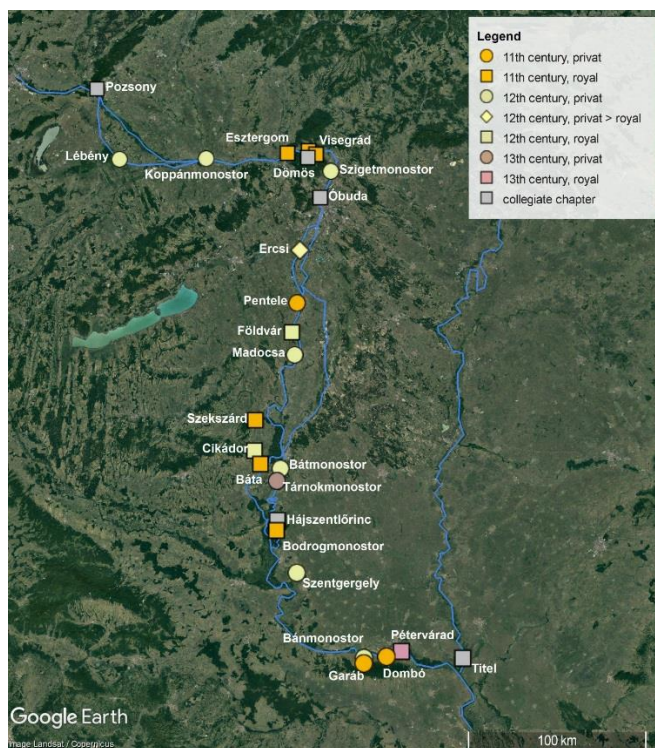 Legend
11th century, privat
11th century, royal
12th century, privat
12th century, privat > royal
12th century, royal
13th century, privat
13th century, royal
collegiate chapter
Pozsony
Esztergom
Visegrád
Lébény
Koppánmonostor
Dömös
Szigetmonostor
Óbuda
Ercsi
Pentele
Földvár
Madocsa
Szekszárd
Cikádor
Bátmonostor
Báta
Tárnokmonostor
Hájszentlőrinc
Bodrogmonostor
Szentgergely
Bánmonostor
Pétervárad
Garáb
Dombó
Titel
Google Earth
Image Landsat / Copernicus
100 km